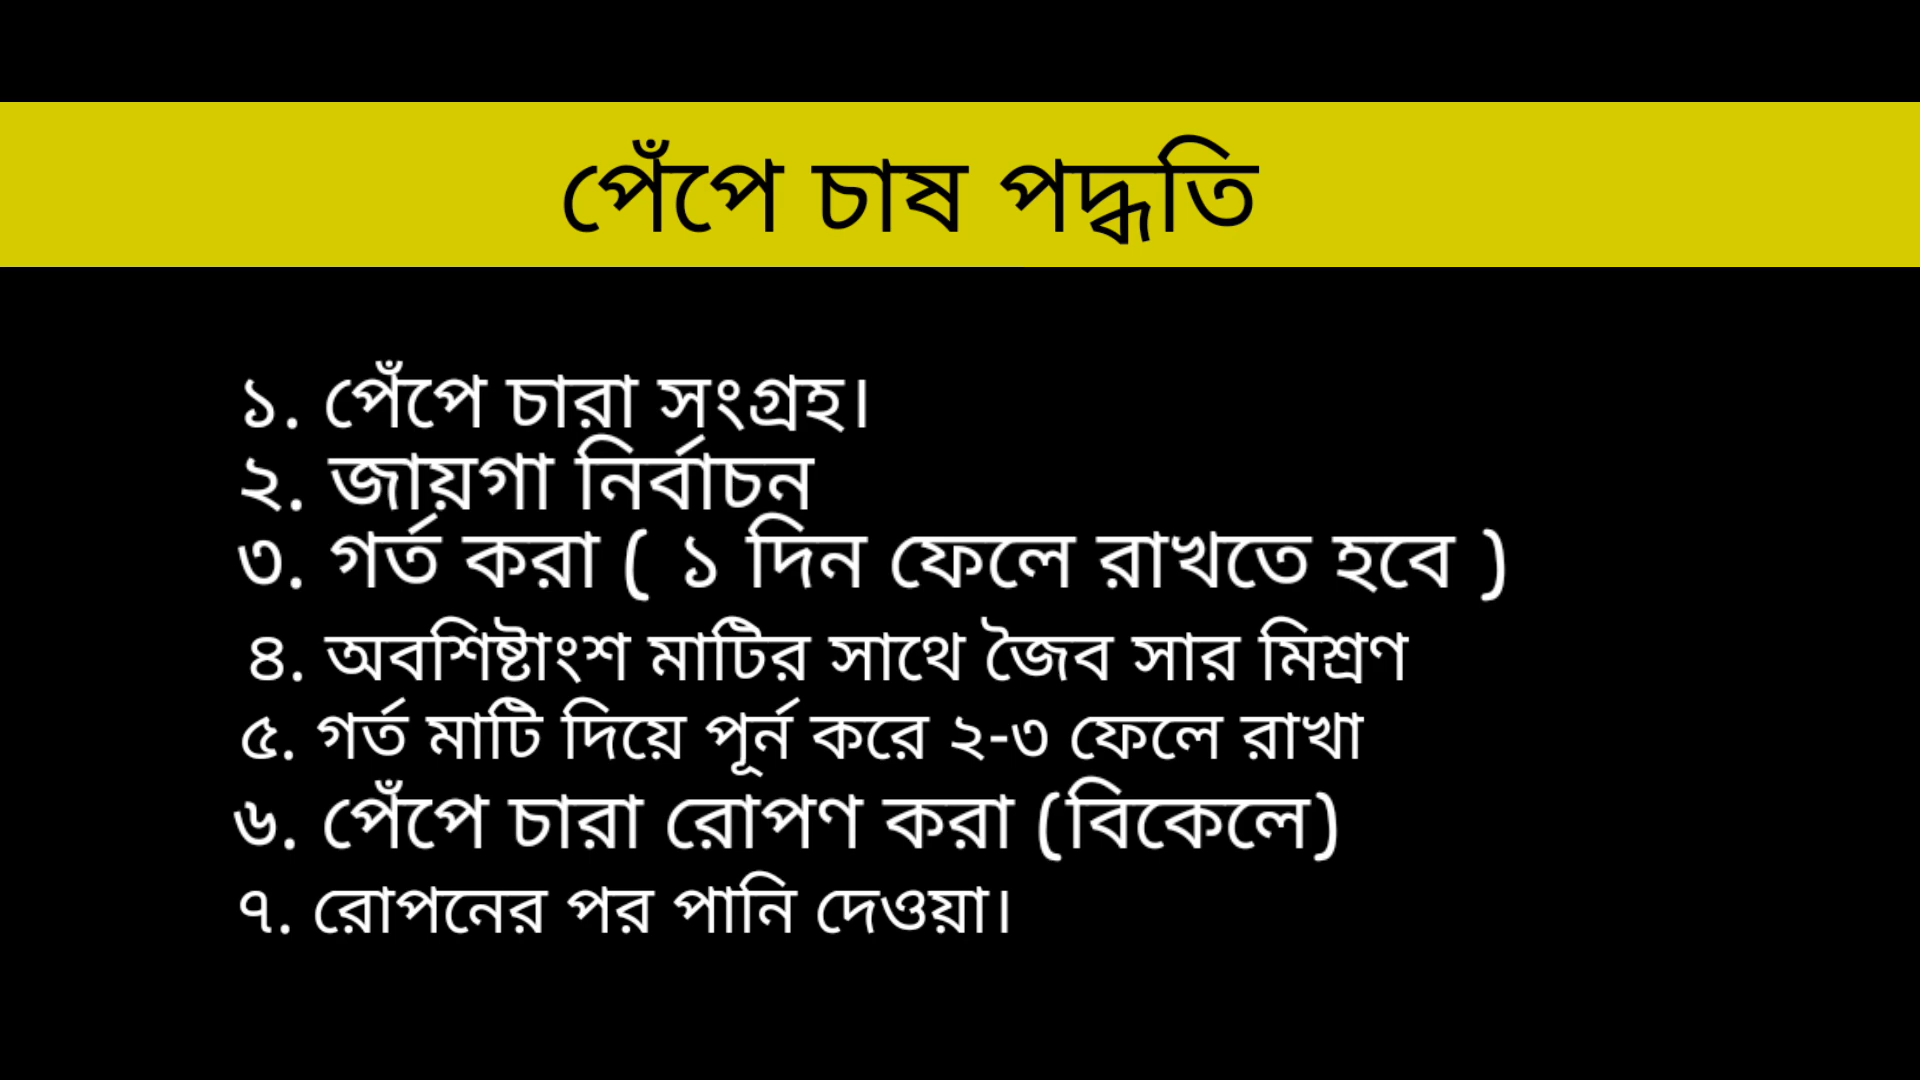 পেঁপে চাষ পদ্ধতি
১. পেঁপে চারা সংগ্রহ।
২. জায়গা নির্বাচন
৩. গর্ত করা ( ১ দিন ফেলে রাখতে হবে )
৪. অবশিষ্টাংশ মাটির সাথে জৈব সার মিশ্রণ
৫. গর্ত মাটি দিয়ে পূর্ন করে ২-৩ ফেলে রাখা
৬. পেঁপে চারা রোপণ করা (বিকেলে)
৭. রোপনের পর পানি দেওয়া।